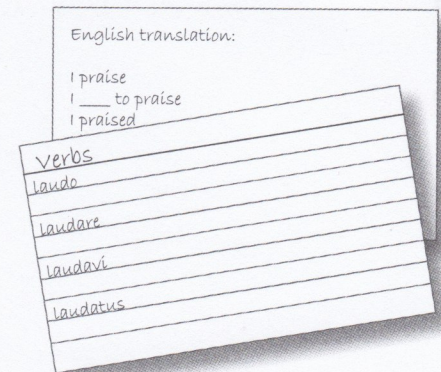 English translation:
I praise
I ___ to praise
I praised
verbs
laudo
laudare
laudavi
laudatus